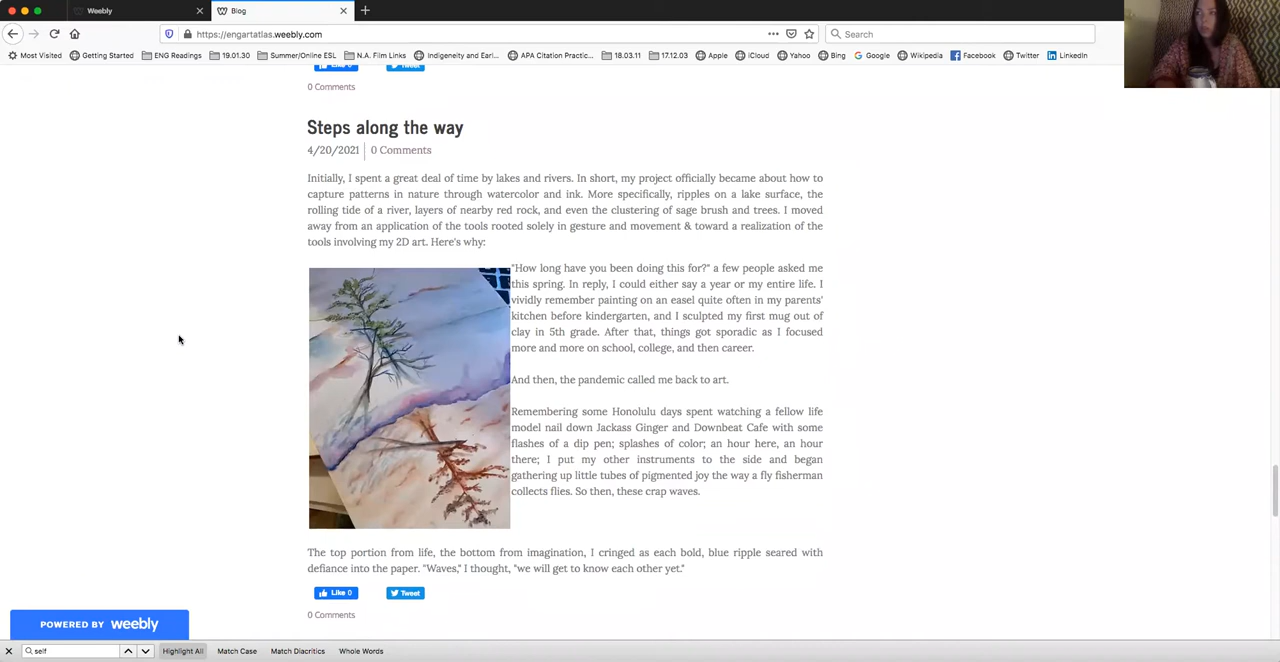 Weebly
Blog
https://engartatlas.weebly.com
Search
Most Visited Getting Started ENG Readings 19.01.30 Summer/Online ESL N.A. Film Links Indigeneity and Earl... APA Citation Practic... 18.03.11 17.12.03 Apple iCloud Yahoo Bing Google Wikipedia Facebook Twitter LinkedIn
0 Comments
Steps along the way
4/20/2021 0 Comments
Initially, I spent a great deal of time by lakes and rivers. In short, my project officially became about how to
capture patterns in nature through watercolor and ink. More specifically, ripples on a lake surface, the
rolling tide of a river, layers of nearby red rock, and even the clustering of sage brush and trees. I moved
away from an application of the tools rooted solely in gesture and movement & toward a realization of the
tools involving my 2D art. Here's why:
"How long have you been doing this for?" a few people asked me
this spring. In reply, I could either say a year or my entire life. I
vividly remember painting on an easel quite often in my parents'
kitchen before kindergarten, and I sculpted my first mug out of
clay in 5th grade. After that, things got sporadic as I focused
more and more on school, college, and then career.
And then, the pandemic called me back to art.
Remembering some Honolulu days spent watching a fellow life
model nail down Jackass Ginger and Downbeat Cafe with some
flashes of a dip pen; splashes of color; an hour here, an hour
there; I put my other instruments to the side and began
gathering up little tubes of pigmented joy the way a fly fisherman
collects flies. So then, these crap waves.
The top portion from life, the bottom from imagination, I cringed as each bold, blue ripple seared with
defiance into the paper. "Waves," I thought, "we will get to know each other yet."
Like 0 Tweet
0 Comments
POWERED BY weebly
self Highlight All Match Case Match Diacritics Whole Words